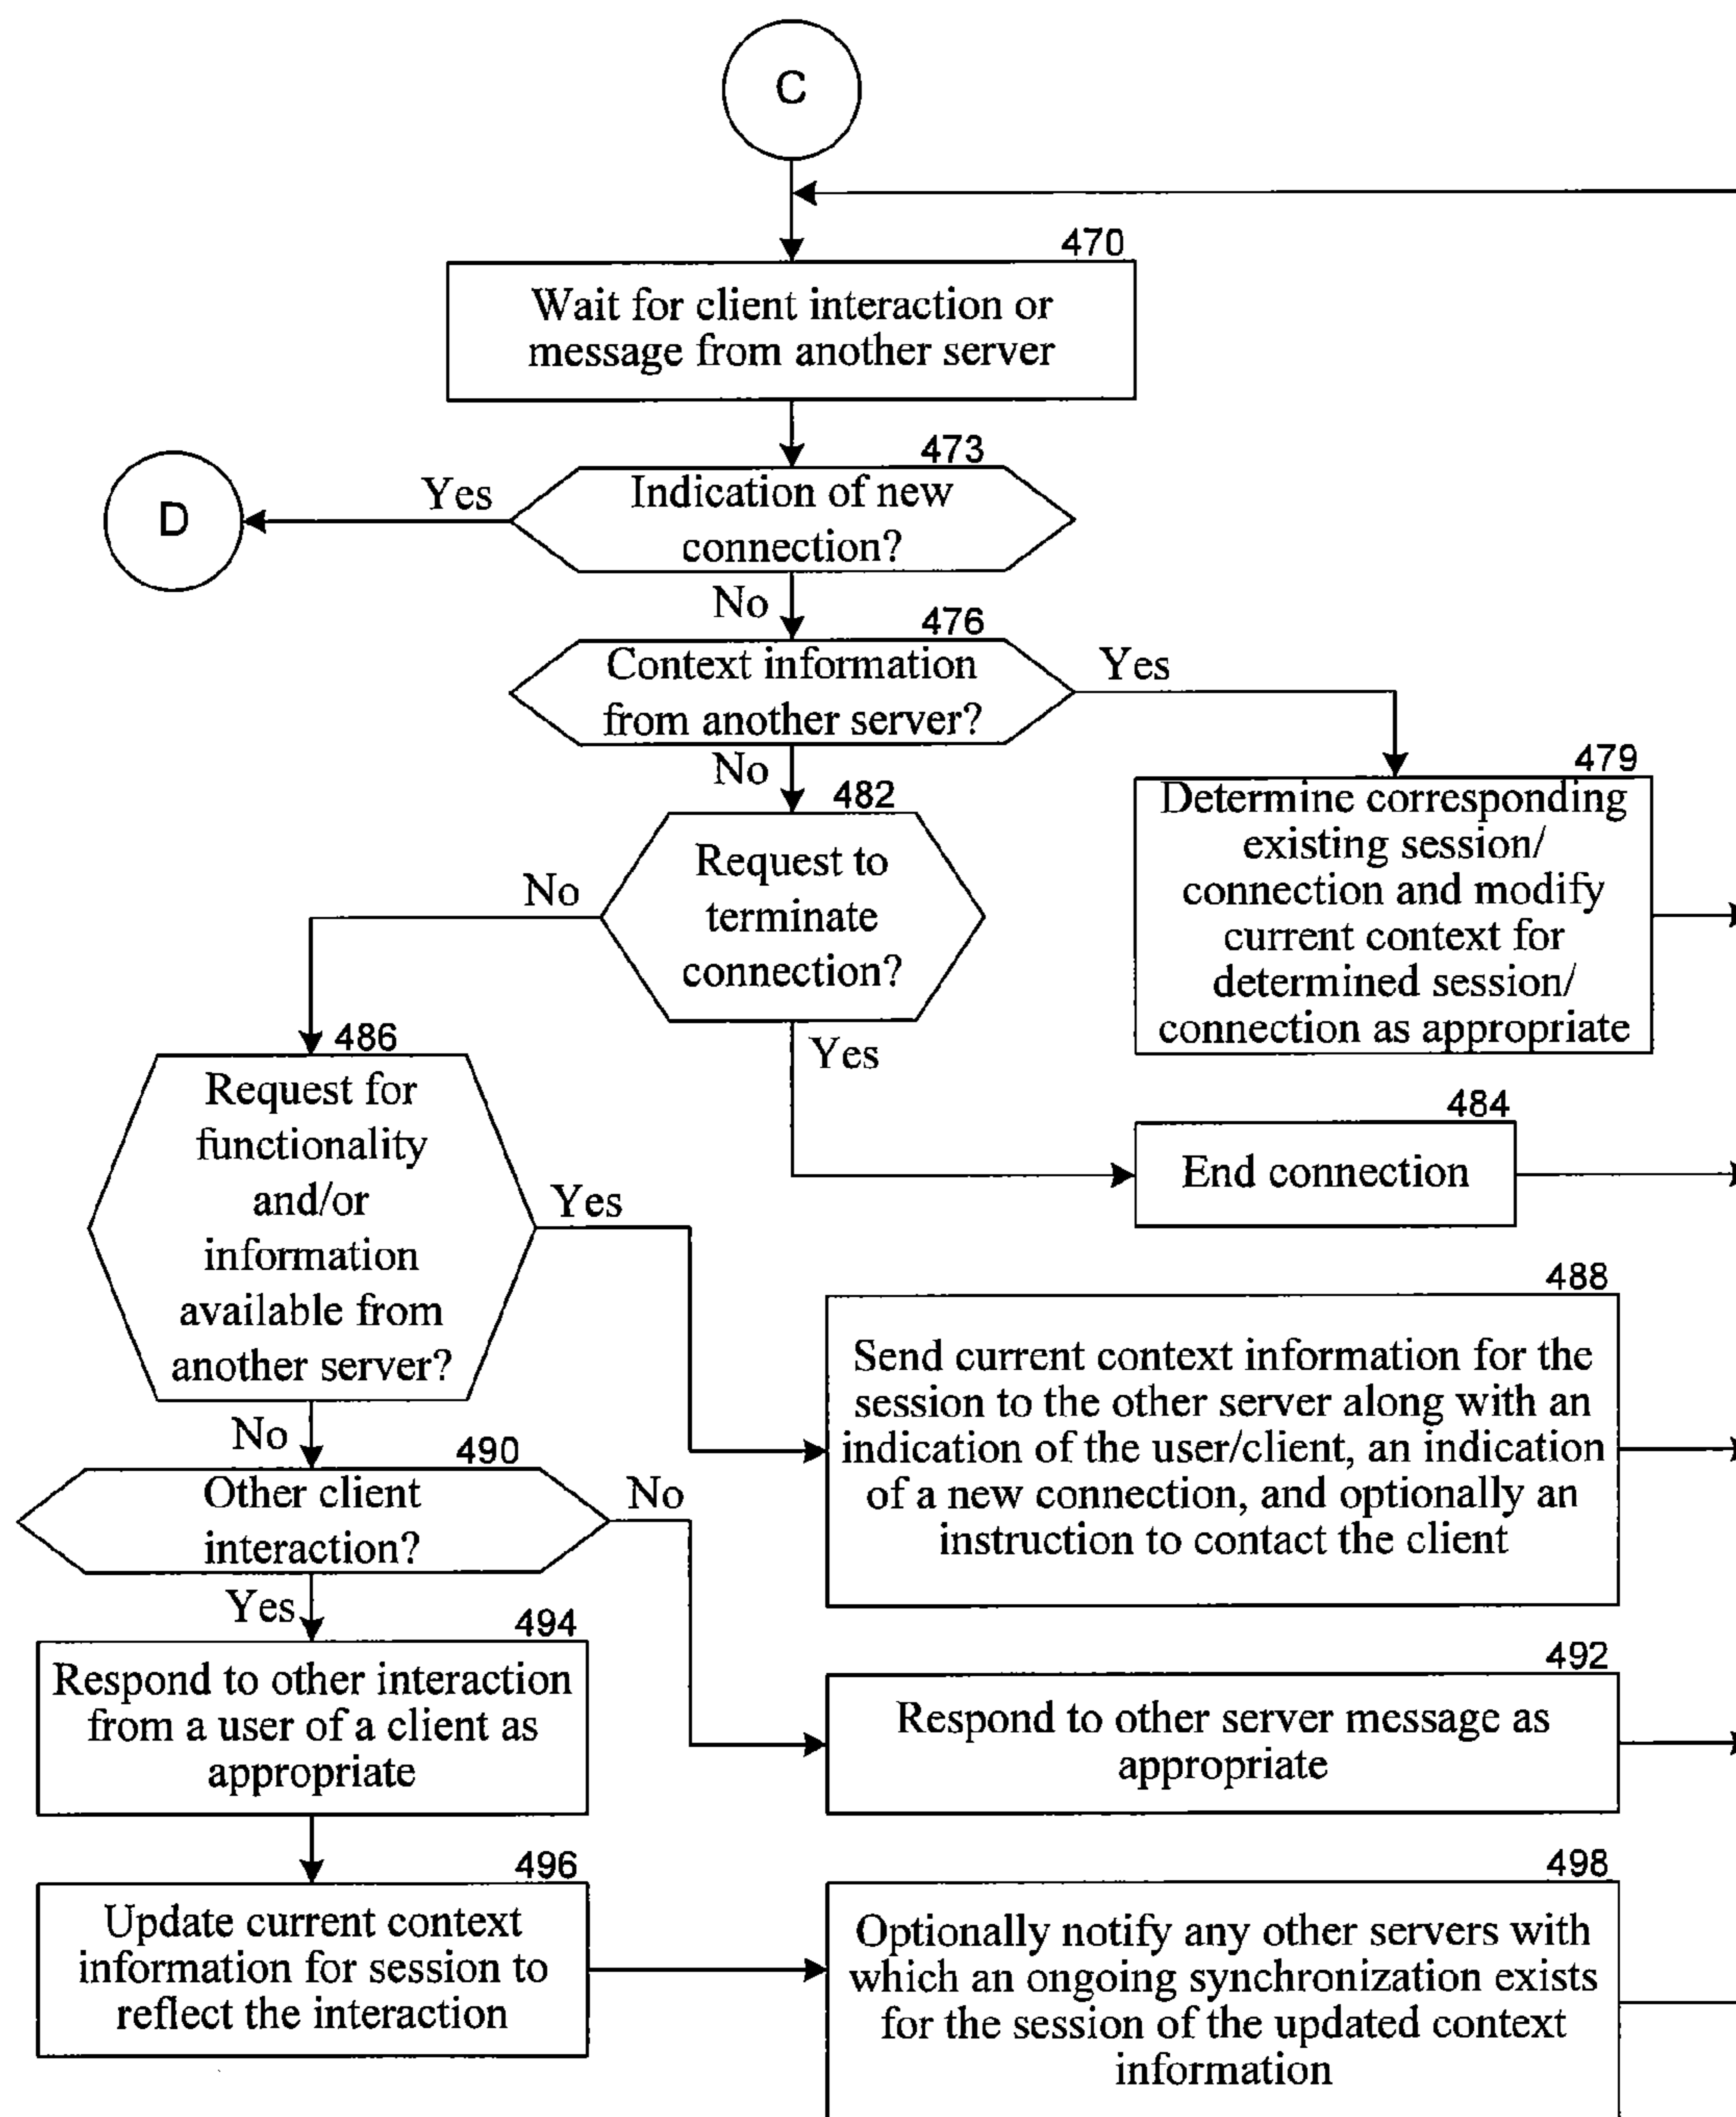 C
470
Wait for client interaction or
message from another server
473
Indication of new
connection?
Yes
D
No
476
Context information
from another server?
Yes
No
479
Determine corresponding
existing session/
connection and modify
current context for
determined session/
connection as appropriate
482
Request to
terminate
connection?
No
Yes
484
End connection
486
Request for
functionality
and/or
information
available from
another server?
Yes
488
Send current context information for the
session to the other server along with an
indication of the user/client, an indication
of a new connection, and optionally an
instruction to contact the client
No
490
Other client
interaction?
No
492
Respond to other server message as
appropriate
Yes
494
Respond to other interaction
from a user of a client as
appropriate
496
Update current context
information for session to
reflect the interaction
498
Optionally notify any other servers with
which an ongoing synchronization exists
for the session of the updated context
information